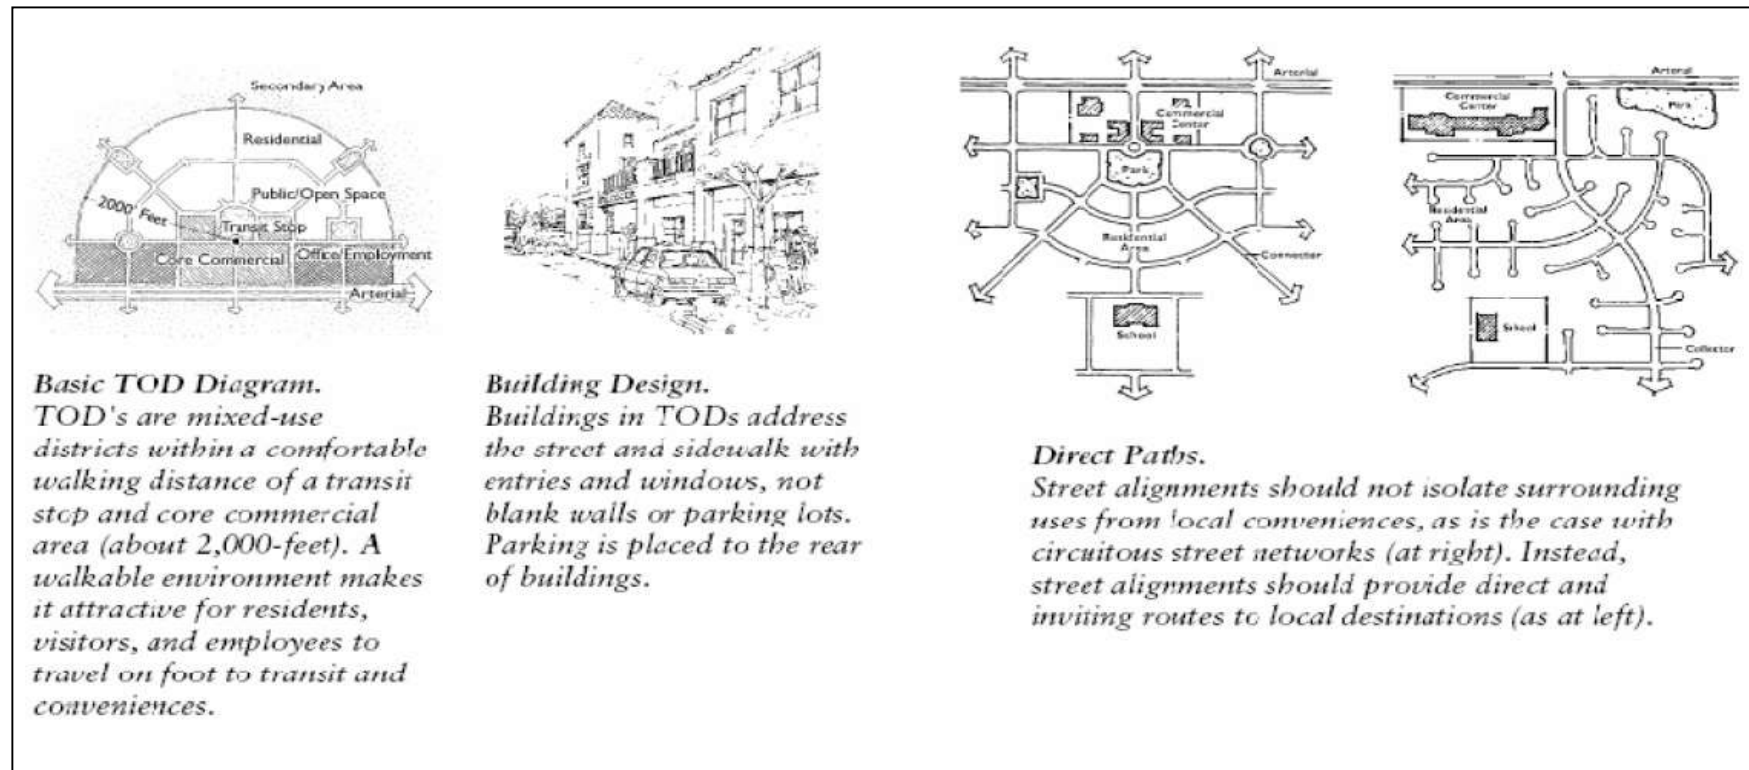 Secondary Area
Residential
Public/Open Space
2000' Feet
Transit Stop
Core Commercial
Office/Employment
Arterial
Basic TOD Diagram.
TOD's are mixed-use
districts within a comfortable
walking distance of a transit
stop and core commercial
area (about 2,000-feet). A
walkable environment makes
it attractive for residents,
visitors, and employees to
travel on foot to transit and
conveniences.
Building Design.
Buildings in TODs address
the street and sidewalk with
entries and windows, not
blank walls or parking lots.
Parking is placed to the rear
of buildings.
Arterial
Commercial
Center
Park
Residential
Area
Connector
School
Arterial
Commercial
Center
Park
Residential
Area
School
Collector
Direct Paths.
Street alignments should not isolate surrounding
uses from local conveniences, as is the case with
circuitous street networks (at right). Instead,
street alignments should provide direct and
inviting routes to local destinations (as at left).